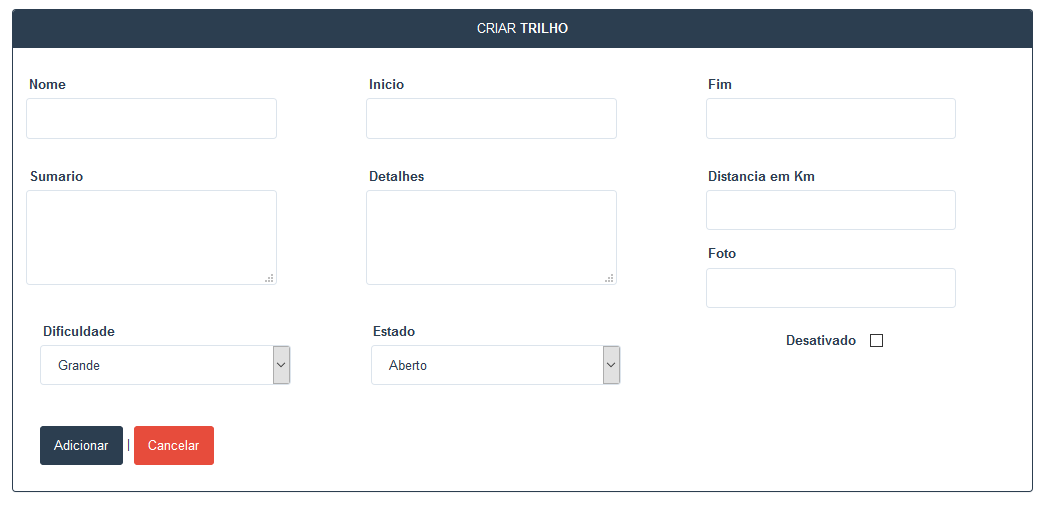 CRIAR TRILHO
Nome
Inicio
Fim
Sumario
Detalhes
Distancia em Km
Foto
Dificuldade
Estado
Desativado
Grande
Aberto
Adicionar | Cancelar